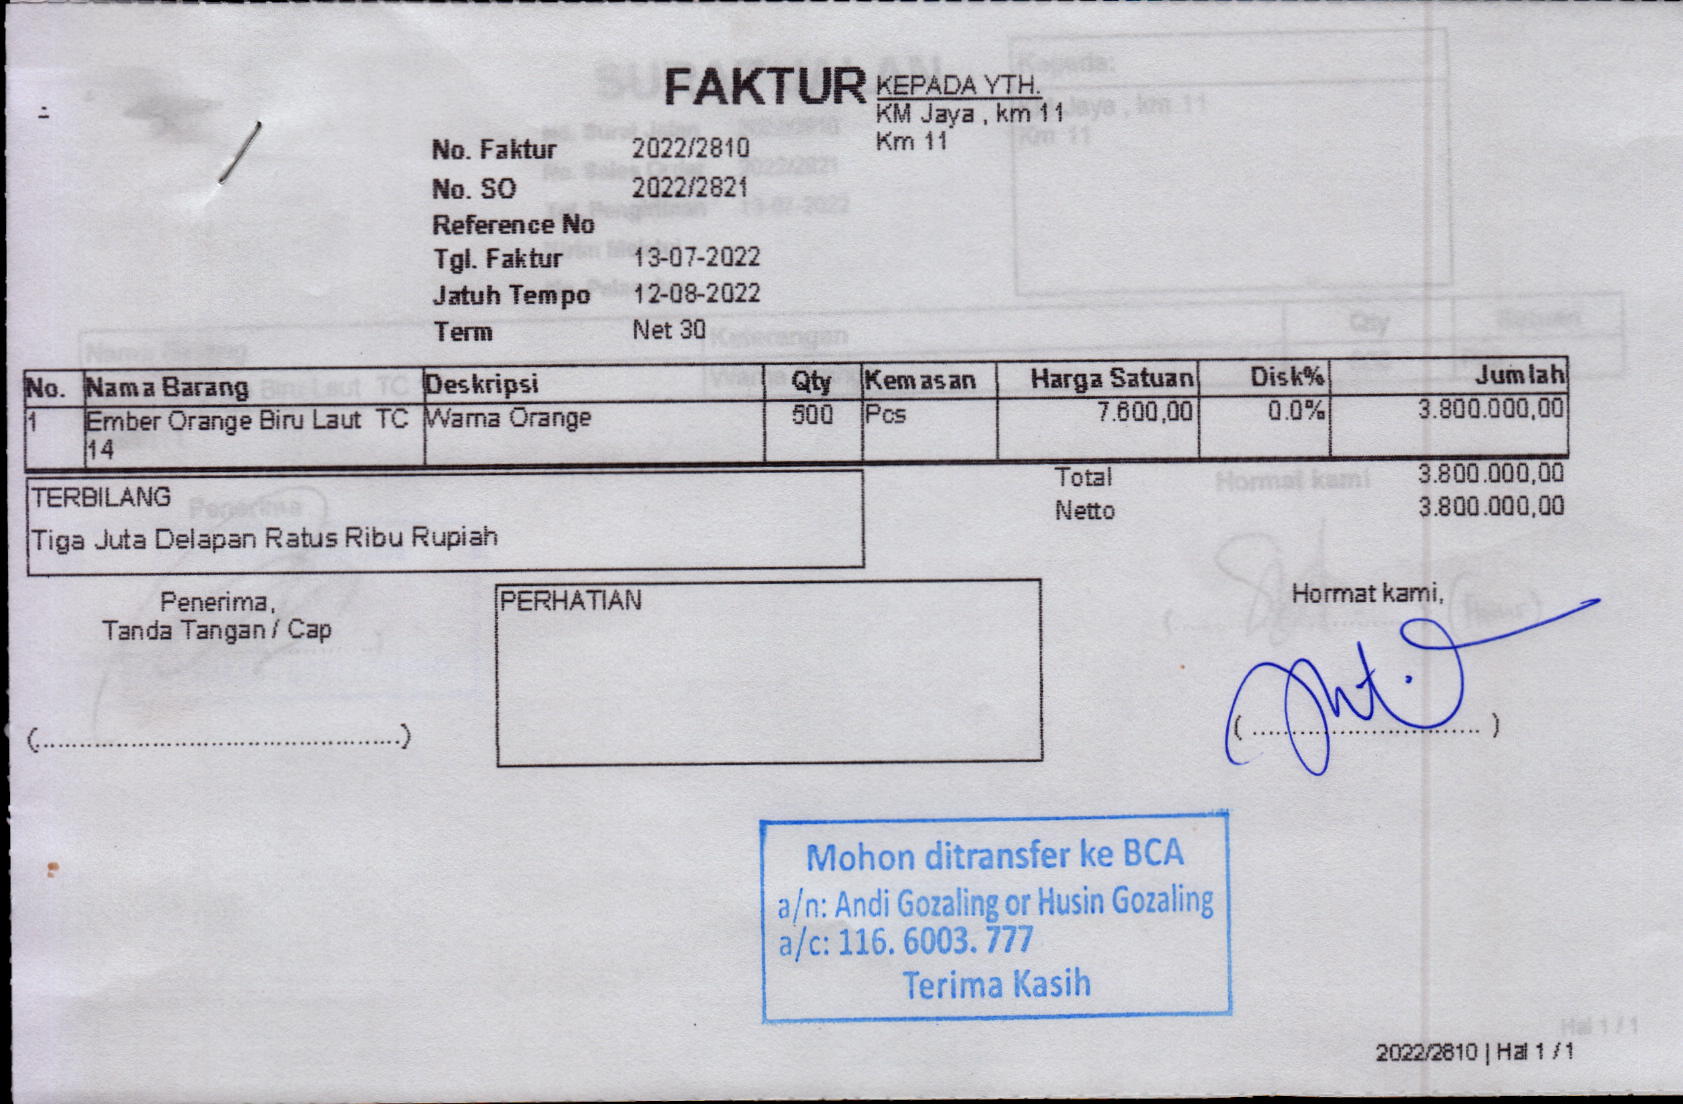 FAKTUR
KEPADA YTH.
KM Jaya , km 11
Km 11
No. Faktur 2022/2810
No. SO 2022/2821
Reference No
Tgl. Faktur 13-07-2022
Jatuh Tempo 12-08-2022
Term Net 30
No. Nama Barang Deskripsi Qty Kemasan Harga Satuan Disk% Jumlah
1 Ember Orange Biru Laut TC Warna Orange 500 Pcs 7.600,00 0.0% 3.800.000,00
14
Total 3.800.000,00
Netto 3.800.000,00
TERBILANG
Tiga Juta Delapan Ratus Ribu Rupiah
Penerima,
Tanda Tangan / Cap
PERHATIAN
Hormat kami,
Mohon ditransfer ke BCA
a/n: Andi Gozaling or Husin Gozaling
a/c: 116. 6003. 777
Terima Kasih
2022/2810 | Hal 1 / 1